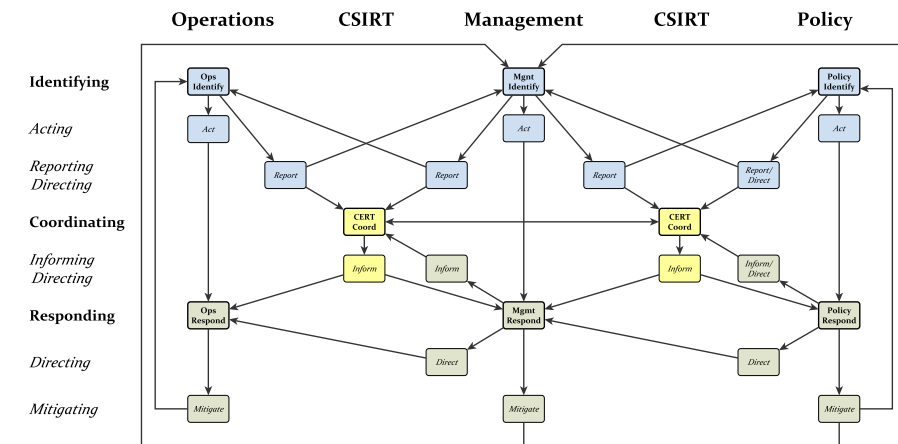 Operations CSIRT Management CSIRT Policy
Identifying
Ops
Identify
Mgnt
Identify
Policy
Identify
Acting
Act
Act
Act
Reporting
Directing
Report
Report
Report
Report/
Direct
Coordinating
CERT
Coord
CERT
Coord
Informing
Directing
Inform
Inform
Inform
Inform/
Direct
Responding
Ops
Respond
Mgmt
Respond
Policy
Respond
Directing
Direct
Direct
Mitigating
Mitigate
Mitigate
Mitigate